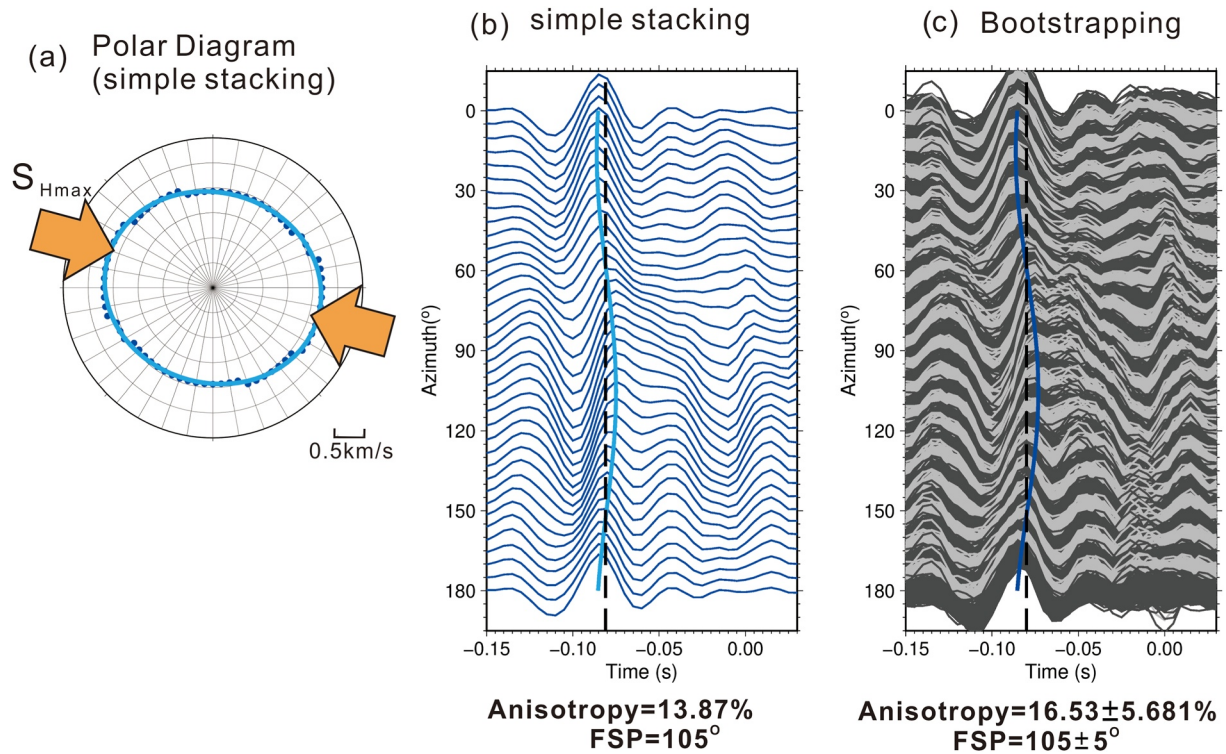 (a) Polar Diagram
(simple stacking)
S Hmax
0.5km/s
(b) simple stacking
0
30
60
90
120
150
180
Azimuth(º)
−0.15 −0.10 −0.05 0.00
Time (s)
Anisotropy=13.87%
FSP=105º
(c) Bootstrapping
0
30
60
90
120
150
180
Azimuth(º)
−0.15 −0.10 −0.05 0.00
Time (s)
Anisotropy=16.53±5.681%
FSP=105±5º